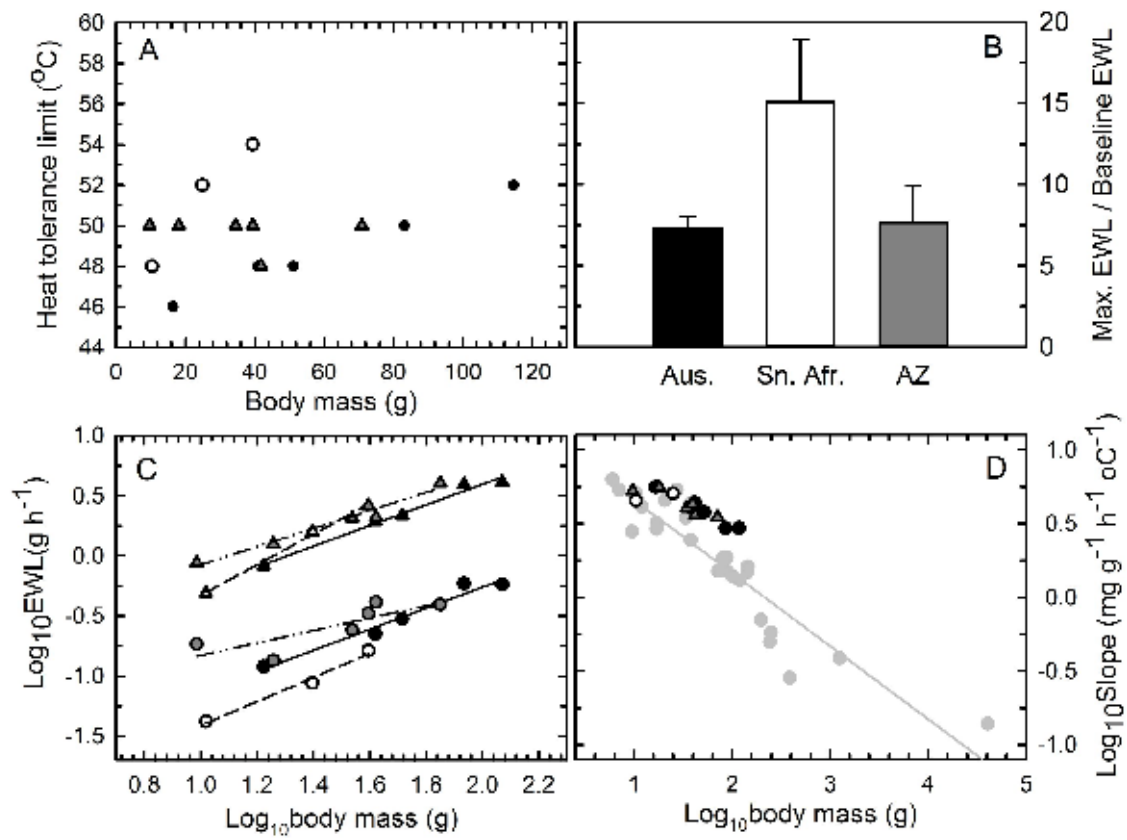 A
Heat tolerance limit (°C)
60
58
56
54
52
50
48
46
44
0 20 40 60 80 100 120
Body mass (g)
B
20
15
10
5
0
Max. EWL / Baseline EWL
Aus. Sn. Afr. AZ
C
Log10EWL(g h-1)
1.0
0.5
0.0
-0.5
-1.0
-1.5
0.8 1.0 1.2 1.4 1.6 1.8 2.0 2.2
Log10body mass (g)
D
1.0
0.5
0.0
-0.5
-1.0
Log10Slope (mg g-1 h-1 oC-1)
1 2 3 4 5
Log10body mass (g)